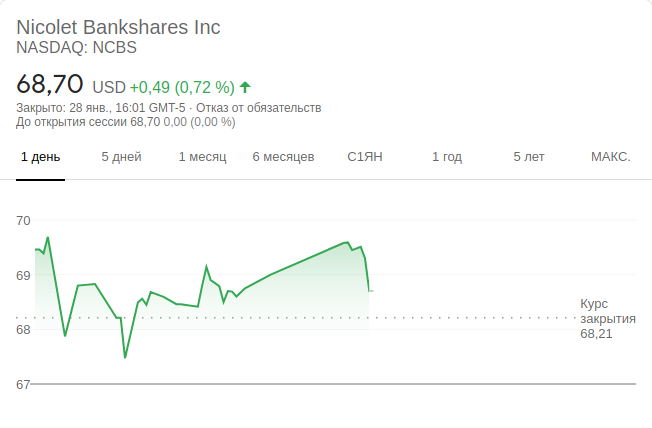 Nicolet Bankshares Inc
NASDAQ: NCBS
68,70 USD +0,49 (0,72 %)
Закрыто: 28 янв., 16:01 GMT-5 · Отказ от обязательств
До открытия сессии 68,70 0,00 (0,00 %)
1 день 5 дней 1 месяц 6 месяцев С1ЯН 1 год 5 лет МАКС.
70
69
Курс
закрытия
68,21
68
67